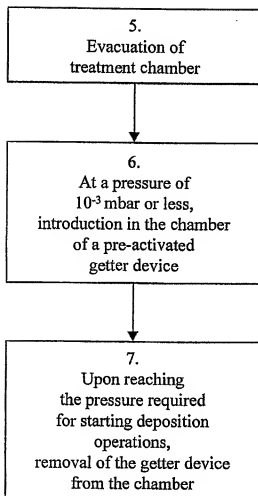 5.
Evacuation of
treatment chamber
6.
At a pressure of
10⁻³ mbar or less,
introduction in the chamber
of a pre-activated
getter device
7.
Upon reaching
the pressure required
for starting deposition
operations,
removal of the getter device
from the chamber